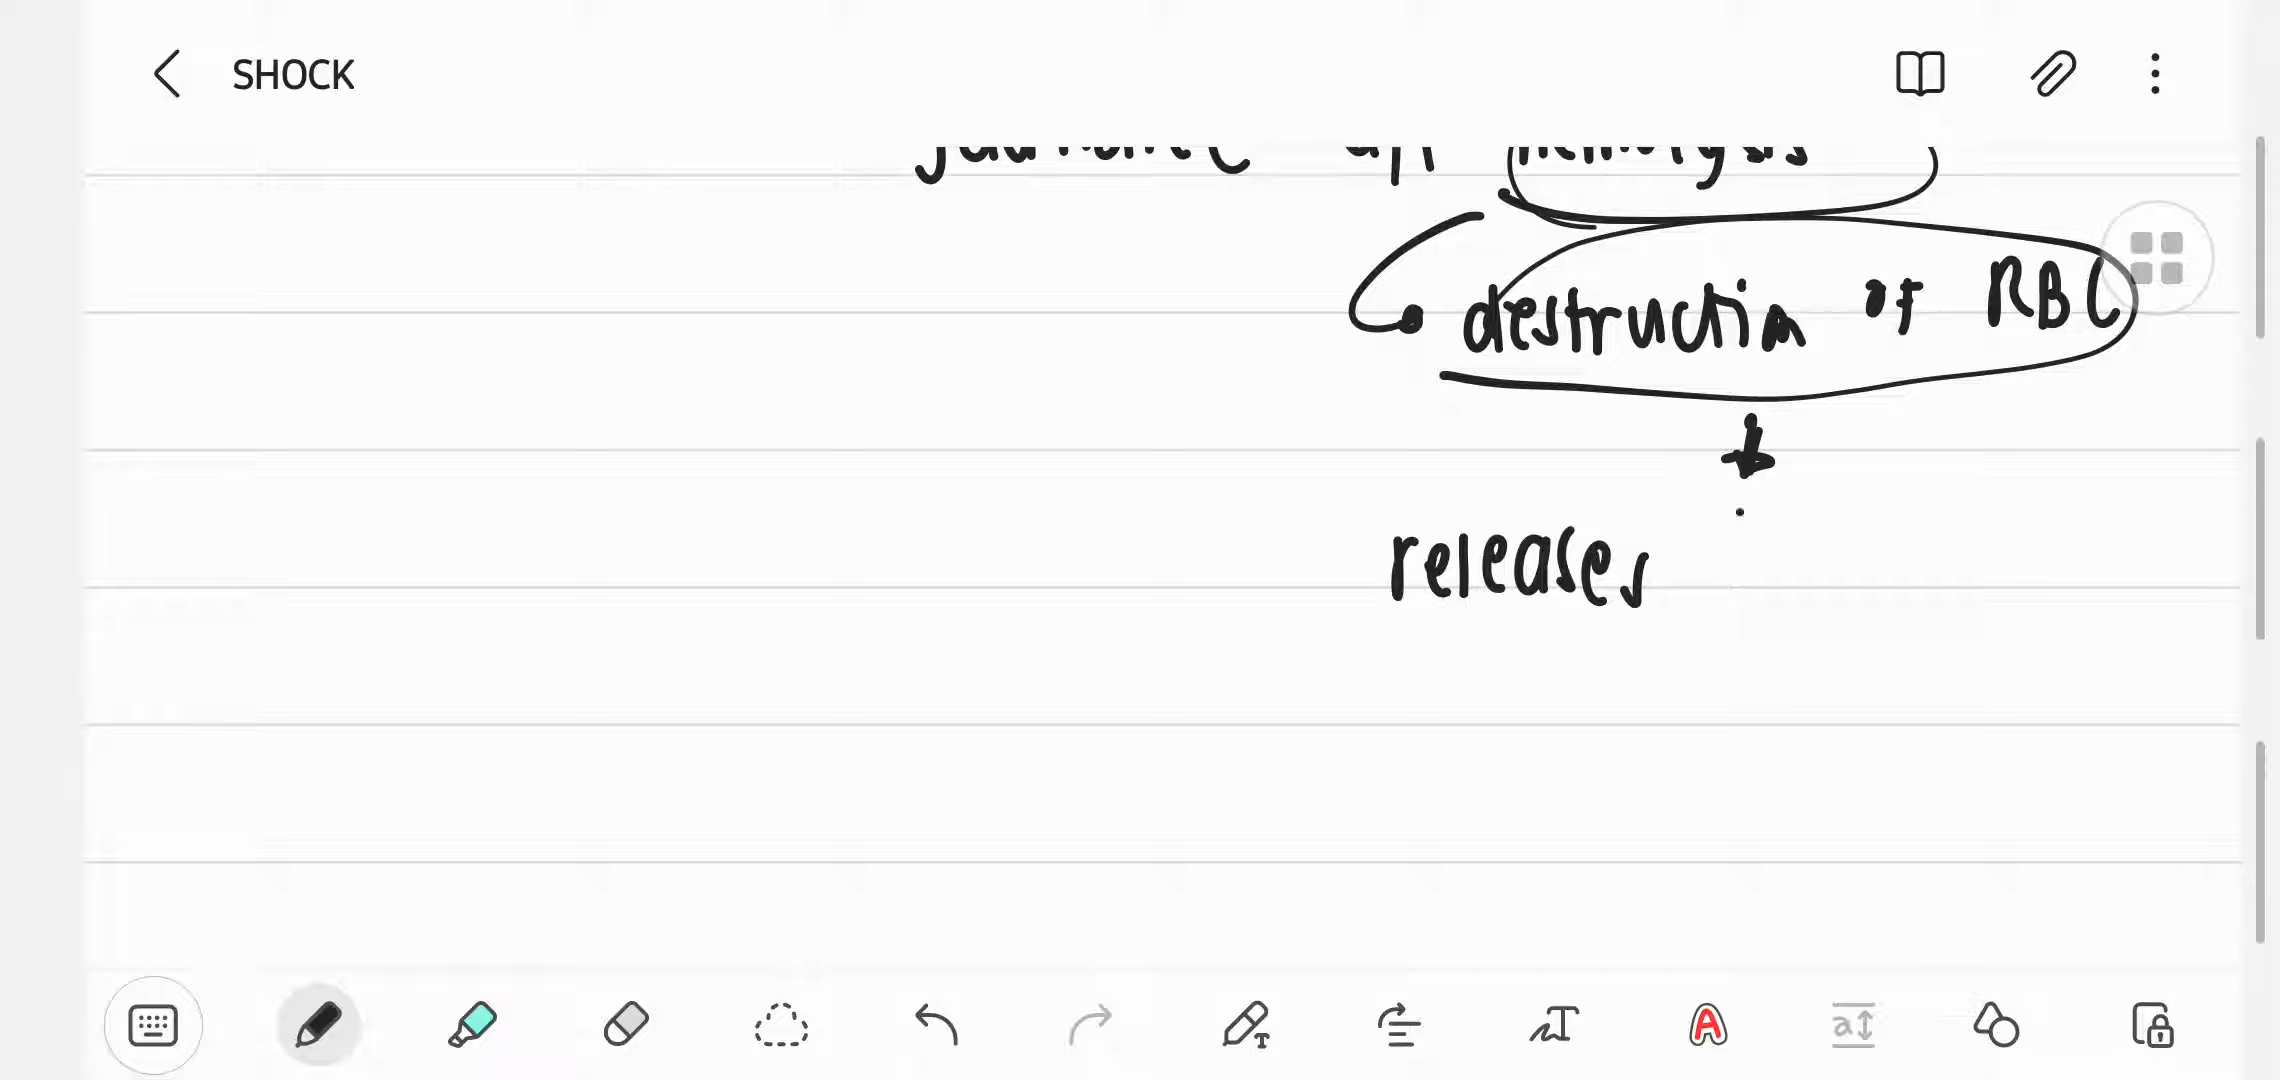 SHOCK
destruction of RBC
releases